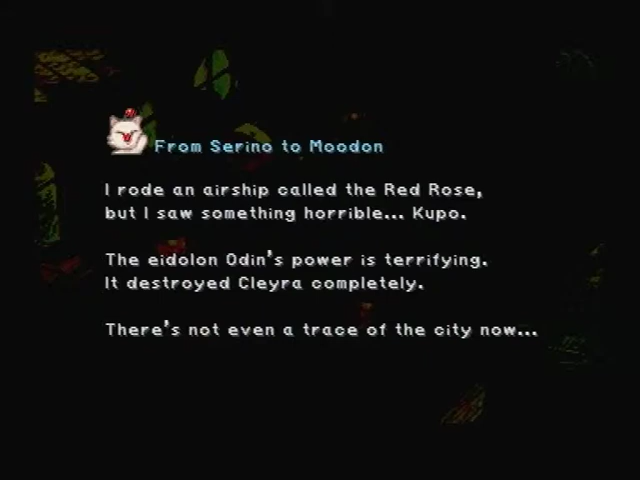 From Serino to Moodon
I rode an airship called the Red Rose,
but I saw something horrible... Kupo.
The eidolon Odin's power is terrifying.
It destroyed Cleyra completely.
There's not even a trace of the city now...